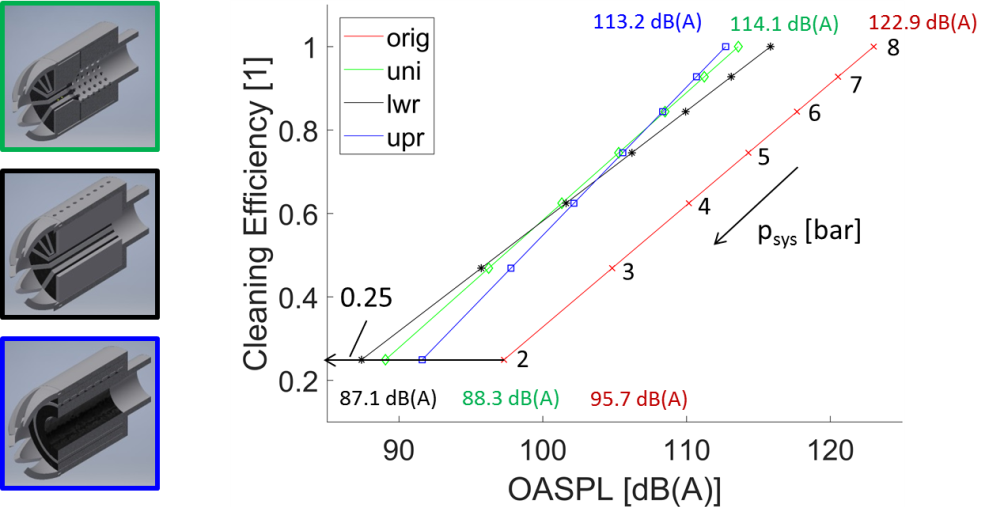 113.2 dB(A)
114.1 dB(A)
122.9 dB(A)
orig
uni
lwr
upr
Cleaning Efficiency [1]
1
0.8
0.6
0.4
0.2
8
7
6
5
4
3
2
p_sys [bar]
0.25
87.1 dB(A)
88.3 dB(A)
95.7 dB(A)
90
100
110
120
OASPL [dB(A)]